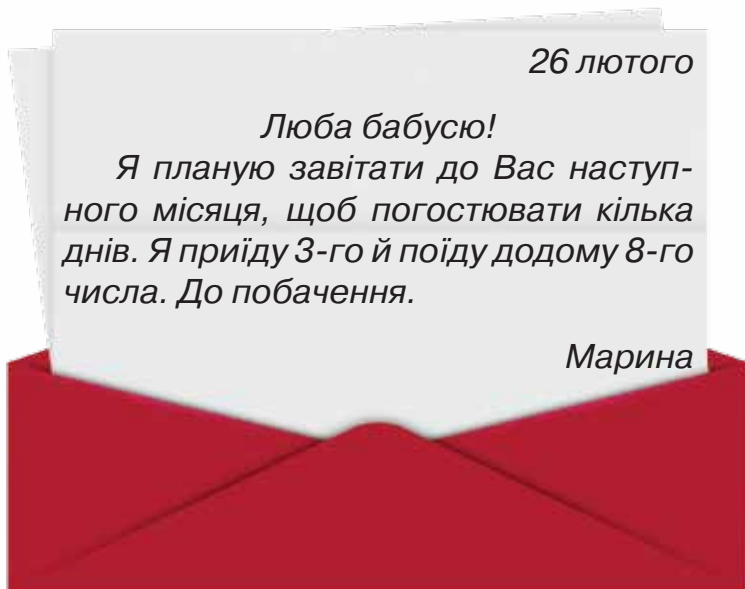 26 лютого
Люба бабусю!
Я планую завітати до Вас наступ-
ного місяця, щоб погостювати кілька
днів. Я приїду 3-го й поїду додому 8-го
числа. До побачення.
Марина